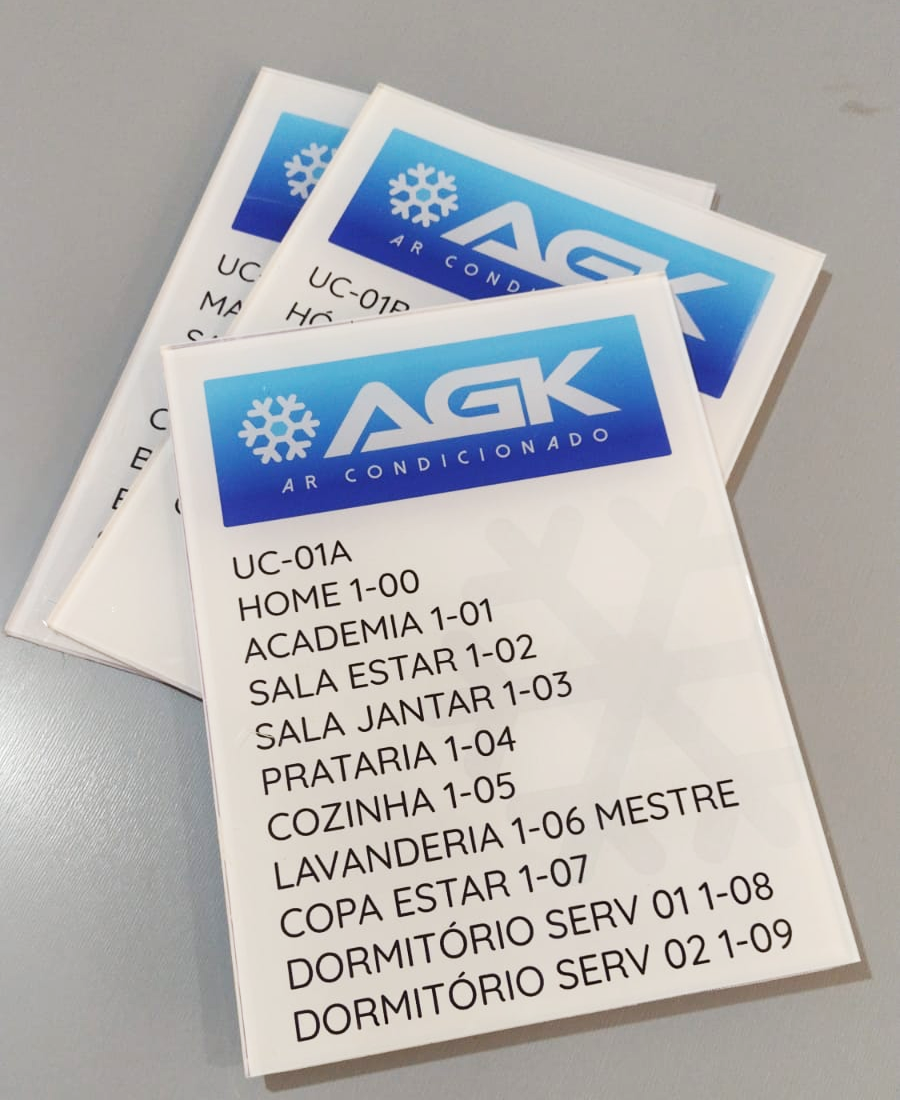 AGK
AR CONDICIONADO
UC-01A
HOME 1-00
ACADEMIA 1-01
SALA ESTAR 1-02
SALA JANTAR 1-03
PRATARIA 1-04
COZINHA 1-05
LAVANDERIA 1-06 MESTRE
COPA ESTAR 1-07
DORMITÓRIO SERV 01 1-08
DORMITÓRIO SERV 02 1-09
AGK
AR
UC-01B